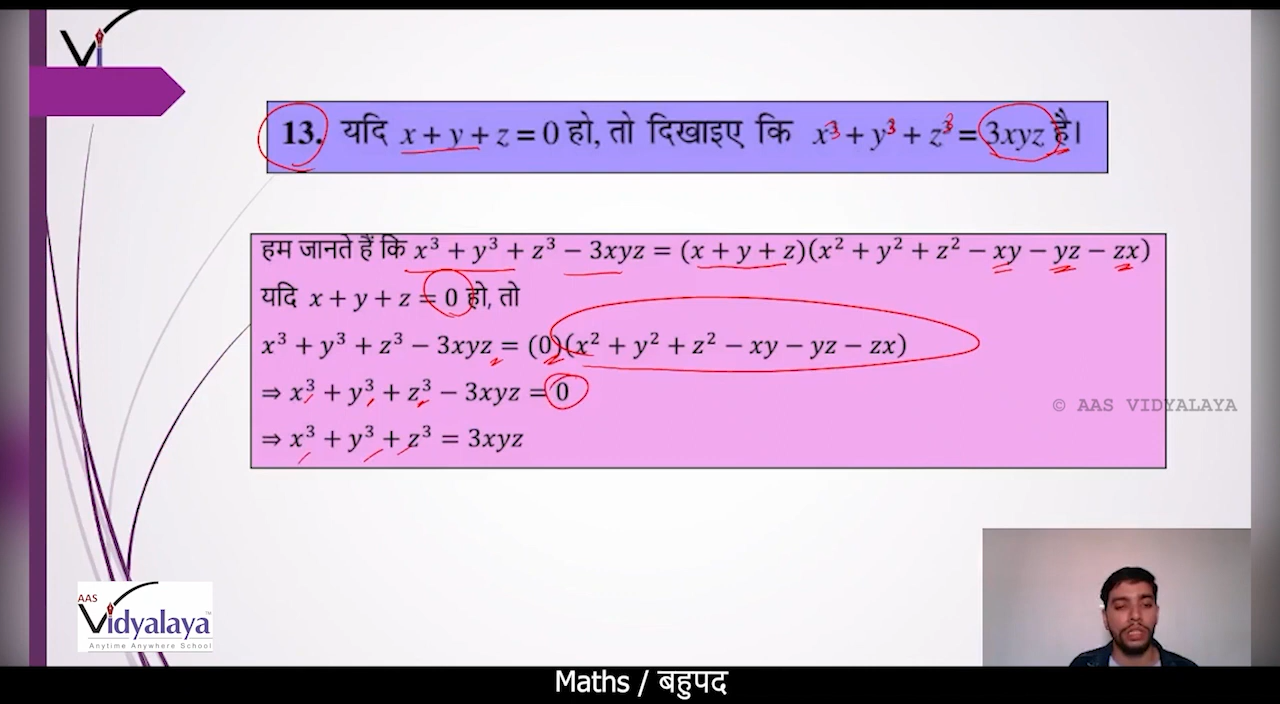 Vi
13. यदि x + y + z = 0 हो, तो दिखाइए कि x³ + y³ + z³ = 3xyz है।
हम जानते हैं कि x³ + y³ + z³ − 3xyz = (x + y + z)(x² + y² + z² − xy − yz − zx)
यदि x + y + z = 0 हो, तो
x³ + y³ + z³ − 3xyz = (0)(x² + y² + z² − xy − yz − zx)
⇒ x³ + y³ + z³ − 3xyz = 0
⇒ x³ + y³ + z³ = 3xyz
© AAS VIDYALAYA
AAS
Vidyalaya™
Anytime Anywhere School
Maths / बहुपद